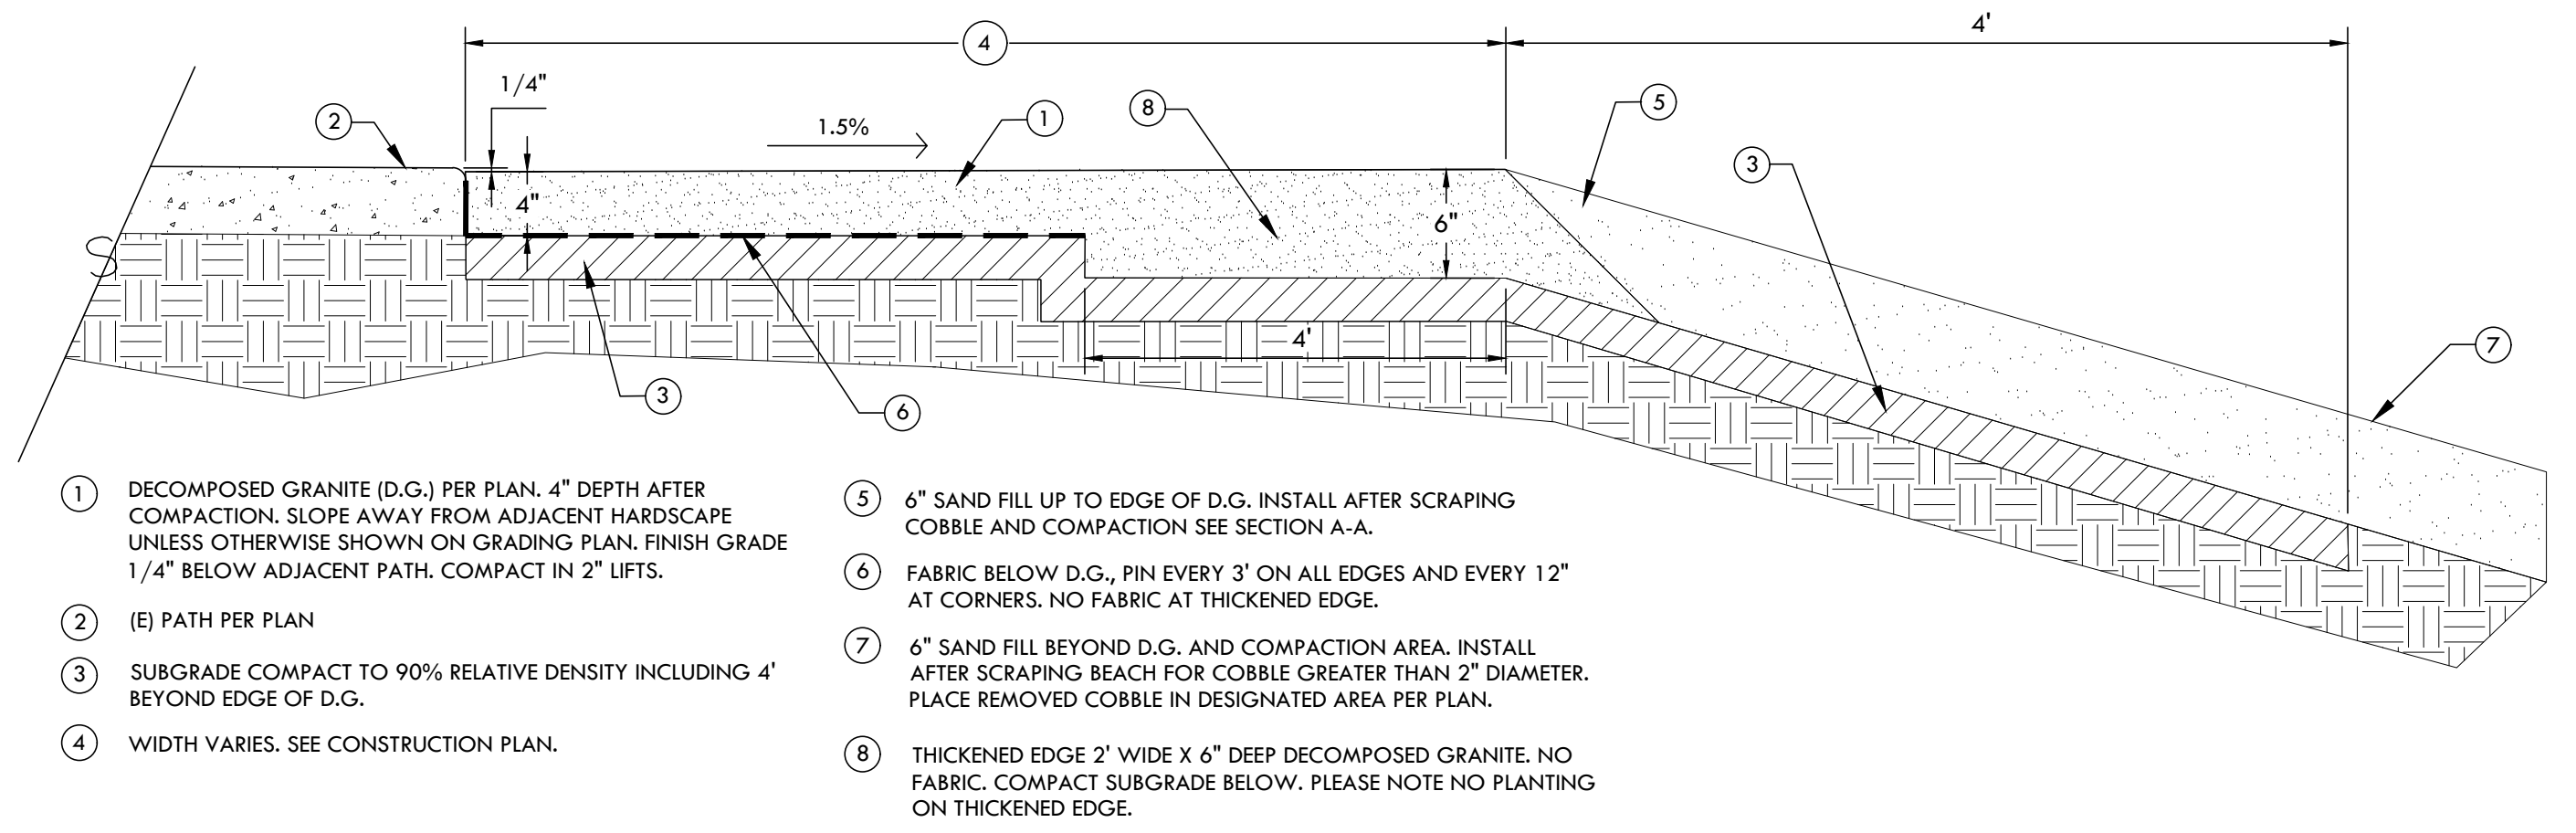 4
4'
1/4"
2
1.5%
1
8
5
3
4"
6"
4'
7
3
6
1
DECOMPOSED GRANITE (D.G.) PER PLAN. 4" DEPTH AFTER
COMPACTION. SLOPE AWAY FROM ADJACENT HARDSCAPE
UNLESS OTHERWISE SHOWN ON GRADING PLAN. FINISH GRADE
1/4" BELOW ADJACENT PATH. COMPACT IN 2" LIFTS.
2
(E) PATH PER PLAN
3
SUBGRADE COMPACT TO 90% RELATIVE DENSITY INCLUDING 4'
BEYOND EDGE OF D.G.
4
WIDTH VARIES. SEE CONSTRUCTION PLAN.
5
6" SAND FILL UP TO EDGE OF D.G. INSTALL AFTER SCRAPING
COBBLE AND COMPACTION SEE SECTION A-A.
6
FABRIC BELOW D.G., PIN EVERY 3' ON ALL EDGES AND EVERY 12"
AT CORNERS. NO FABRIC AT THICKENED EDGE.
7
6" SAND FILL BEYOND D.G. AND COMPACTION AREA. INSTALL
AFTER SCRAPING BEACH FOR COBBLE GREATER THAN 2" DIAMETER.
PLACE REMOVED COBBLE IN DESIGNATED AREA PER PLAN.
8
THICKENED EDGE 2' WIDE X 6" DEEP DECOMPOSED GRANITE. NO
FABRIC. COMPACT SUBGRADE BELOW. PLEASE NOTE NO PLANTING
ON THICKENED EDGE.